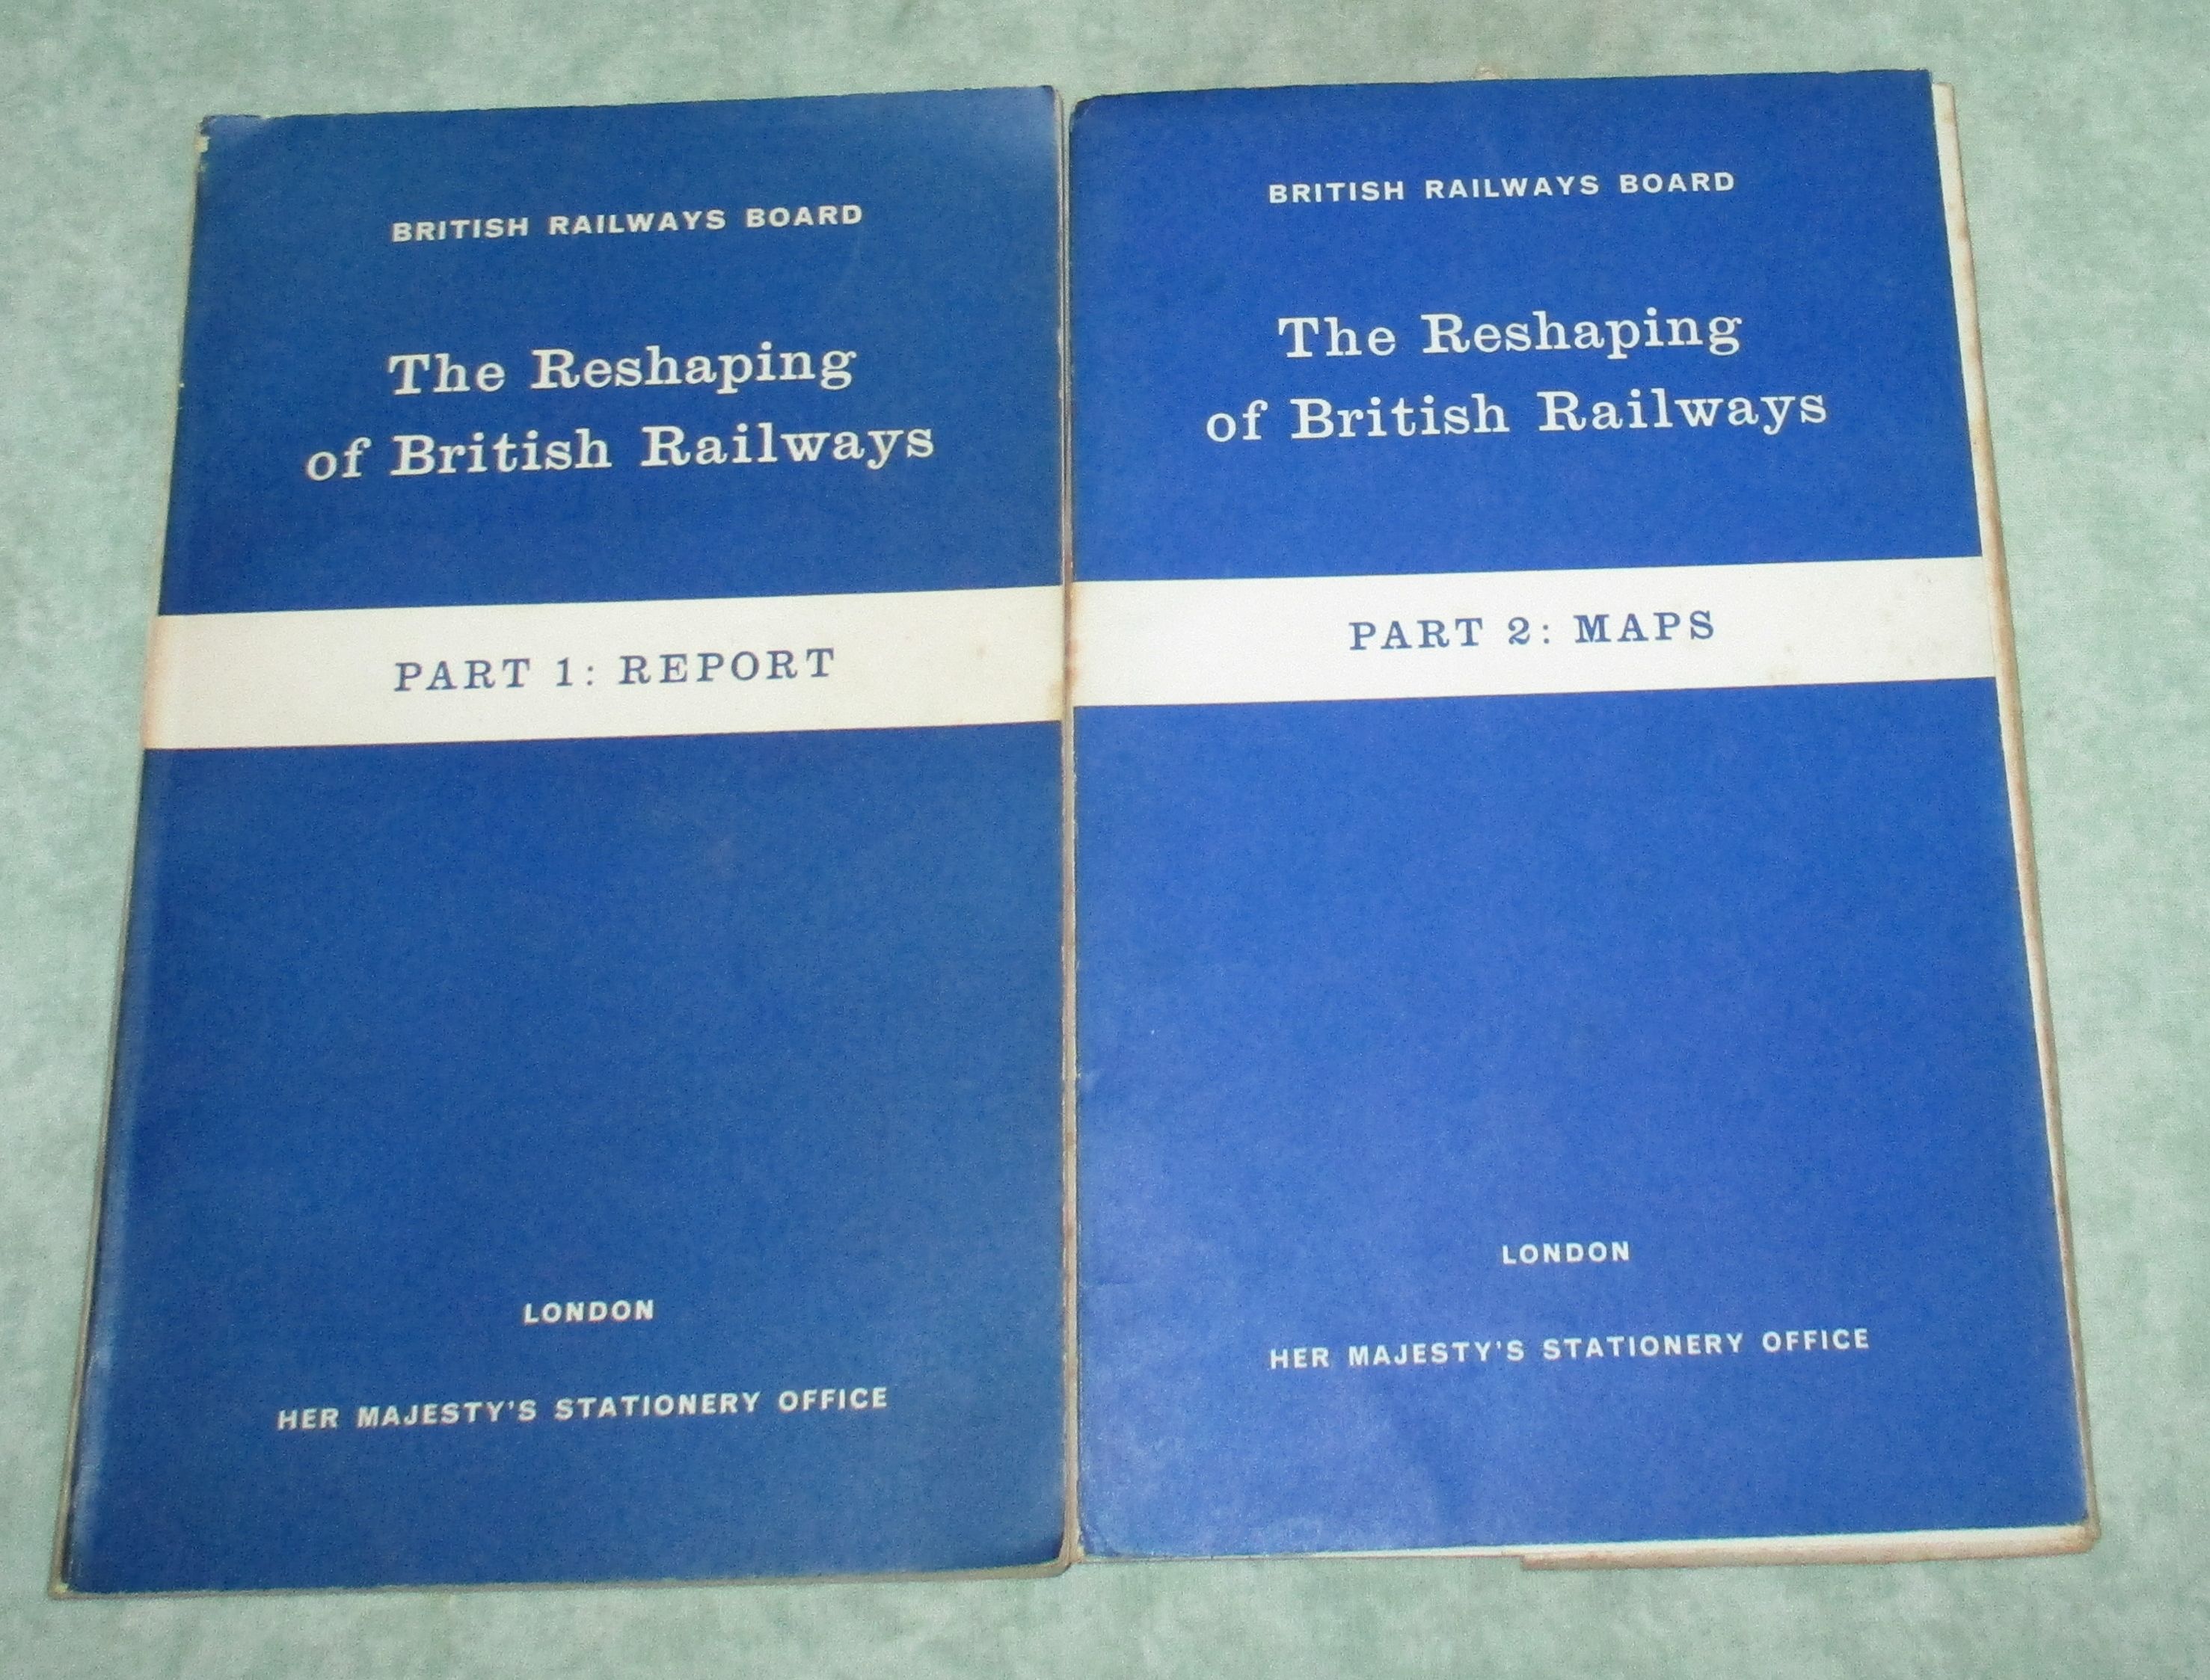 BRITISH RAILWAYS BOARD
The Reshaping
of British Railways
PART 1: REPORT
LONDON
HER MAJESTY'S STATIONERY OFFICE
BRITISH RAILWAYS BOARD
The Reshaping
of British Railways
PART 2: MAPS
LONDON
HER MAJESTY'S STATIONERY OFFICE